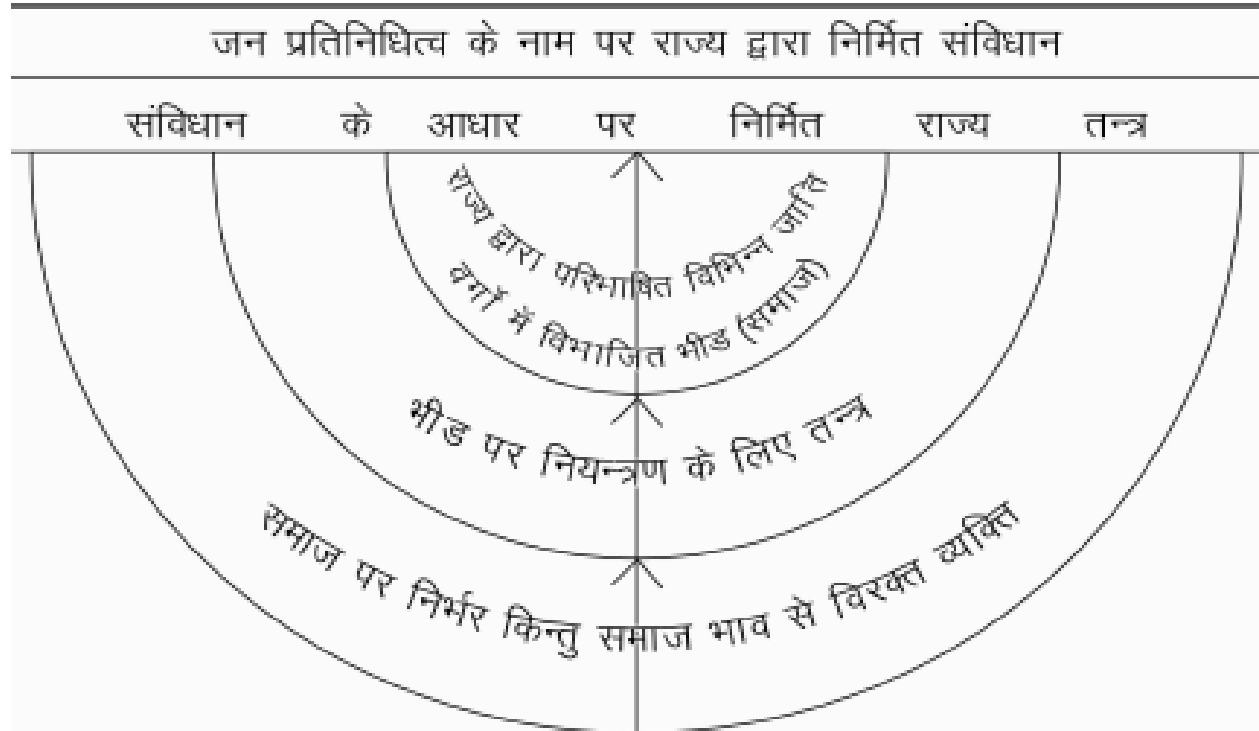 जन प्रतिनिधित्व के नाम पर राज्य द्वारा निर्मित संविधान
संविधान के आधार पर निर्मित राज्य तन्त्र
राज्य द्वारा परिभाषित विभिन्न जाति
वर्गों में विभाजित भीड (समाज)
भीड पर नियन्त्रण के लिए तन्त्र
समाज पर निर्भर किन्तु समाज भाव से विरक्त व्यक्ति